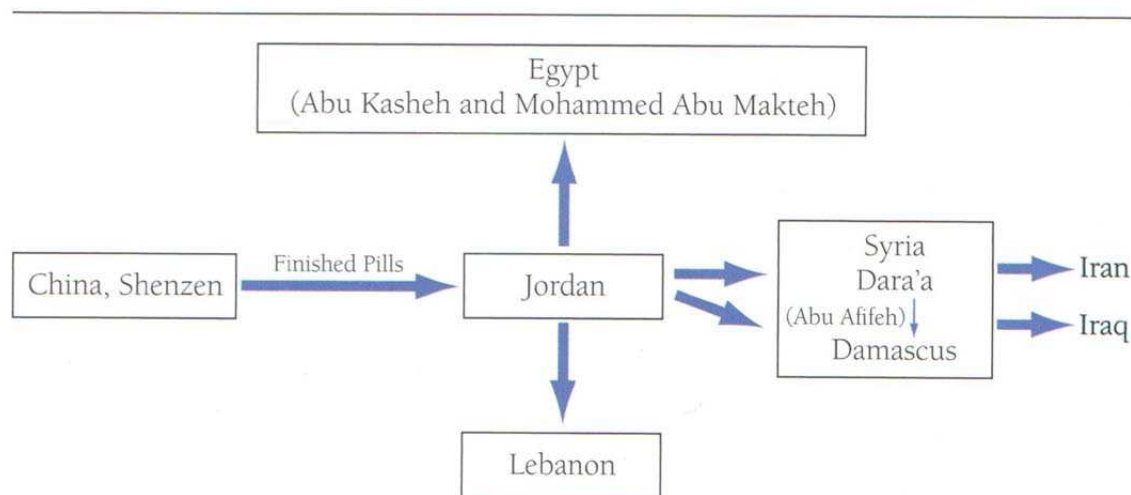 Egypt
(Abu Kasheh and Mohammed Abu Makteh)
China, Shenzen
Finished Pills
Jordan
Syria
Dara'a
(Abu Afifeh)
Damascus
Iran
Iraq
Lebanon